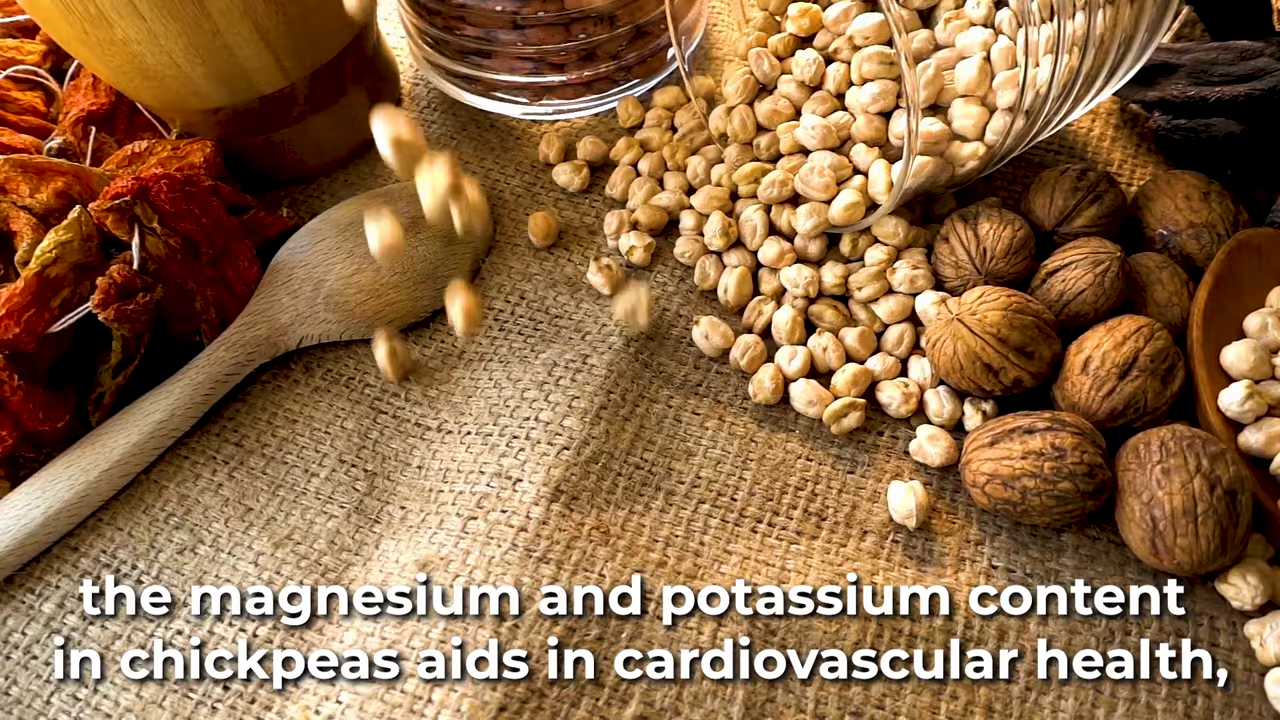 the magnesium and potassium content
in chickpeas aids in cardiovascular health,